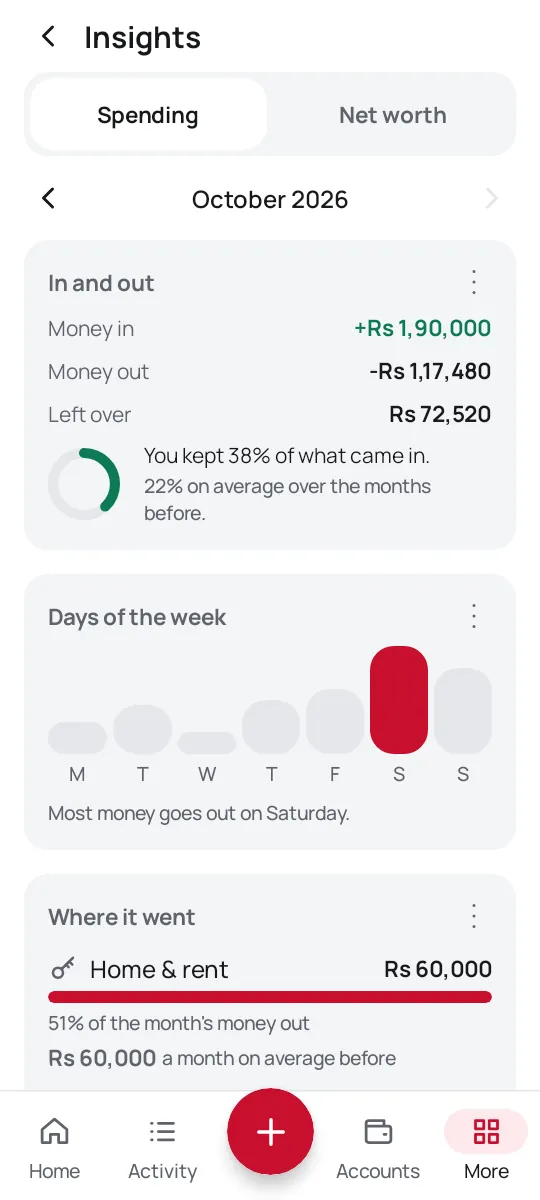 Insights
Spending
Net worth
October 2026
In and out
Money in +Rs 1,90,000
Money out -Rs 1,17,480
Left over Rs 72,520
You kept 38% of what came in.
22% on average over the months
before.
Days of the week
M T W T F S S
Most money goes out on Saturday.
Where it went
Home & rent Rs 60,000
51% of the month's money out
Rs 60,000 a month on average before
Home Activity Accounts More